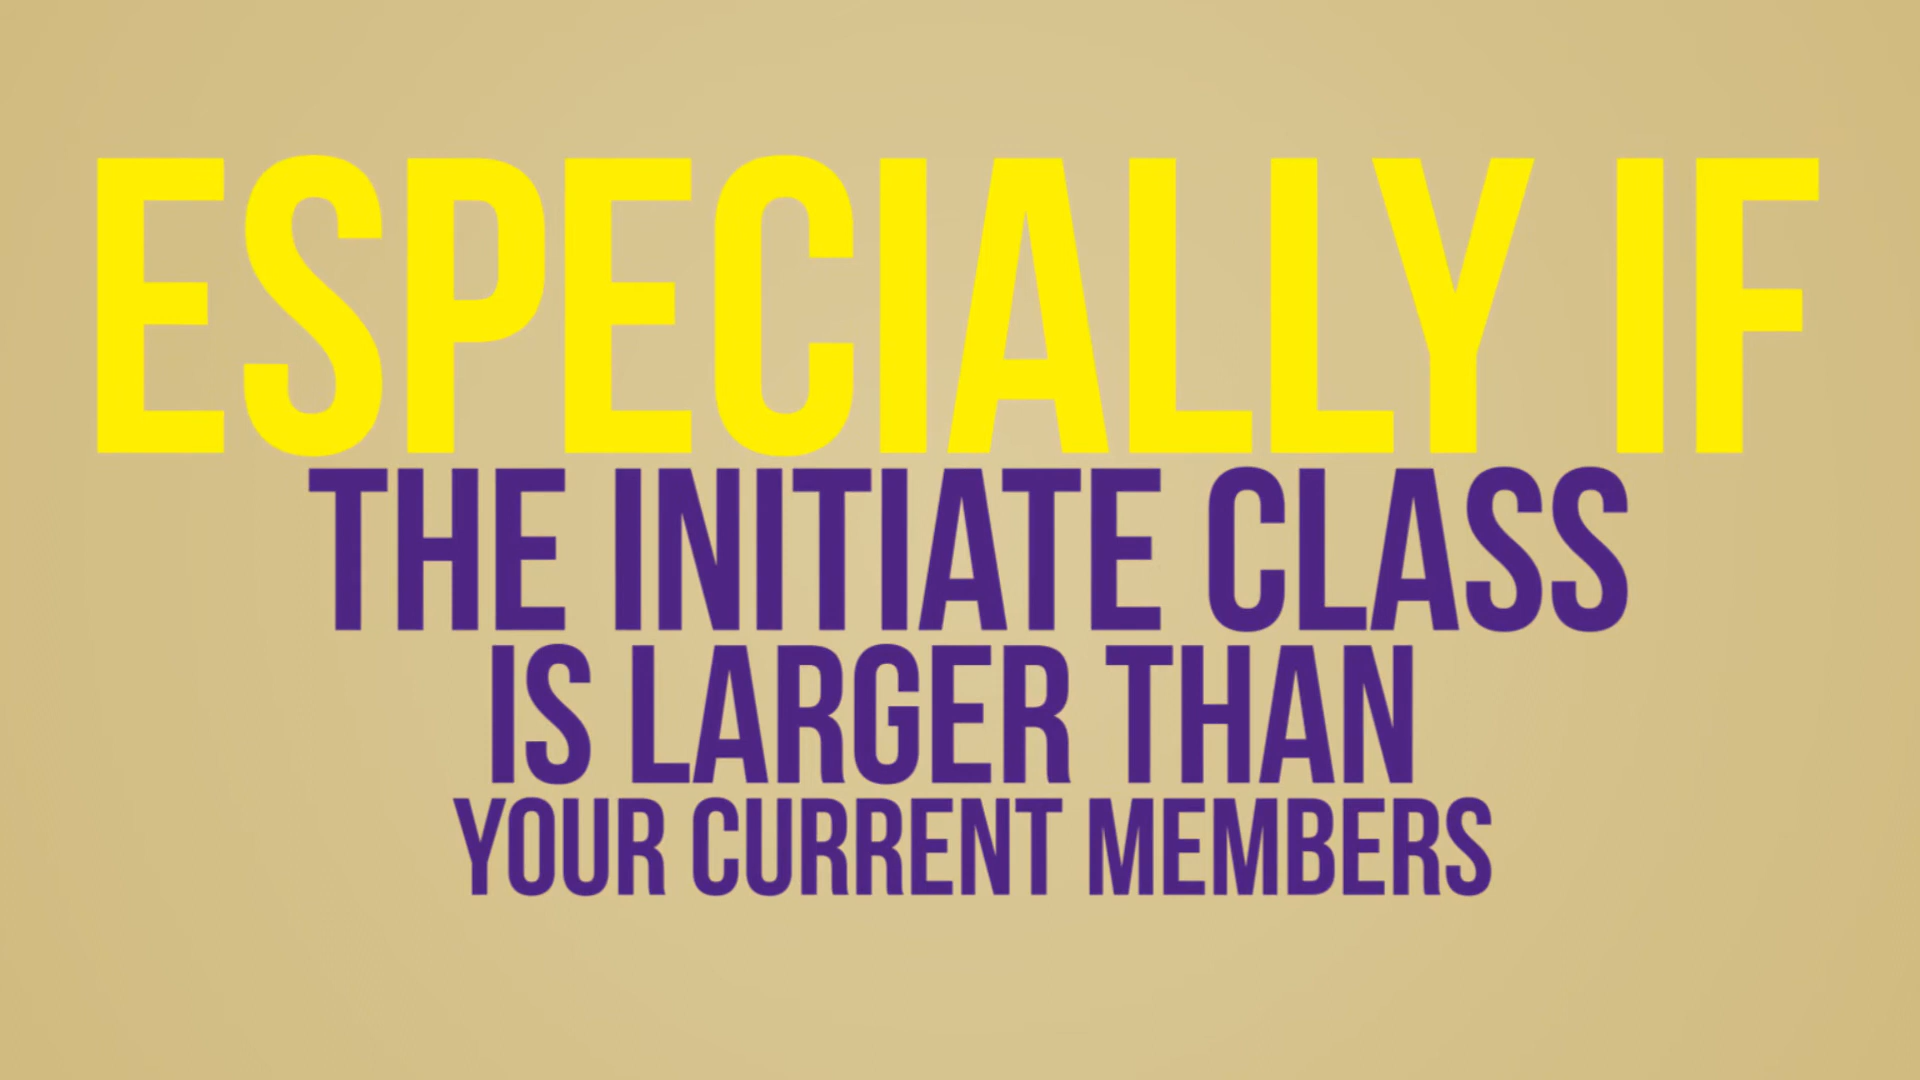 ESPECIALLY IF
THE INITIATE CLASS
IS LARGER THAN
YOUR CURRENT MEMBERS